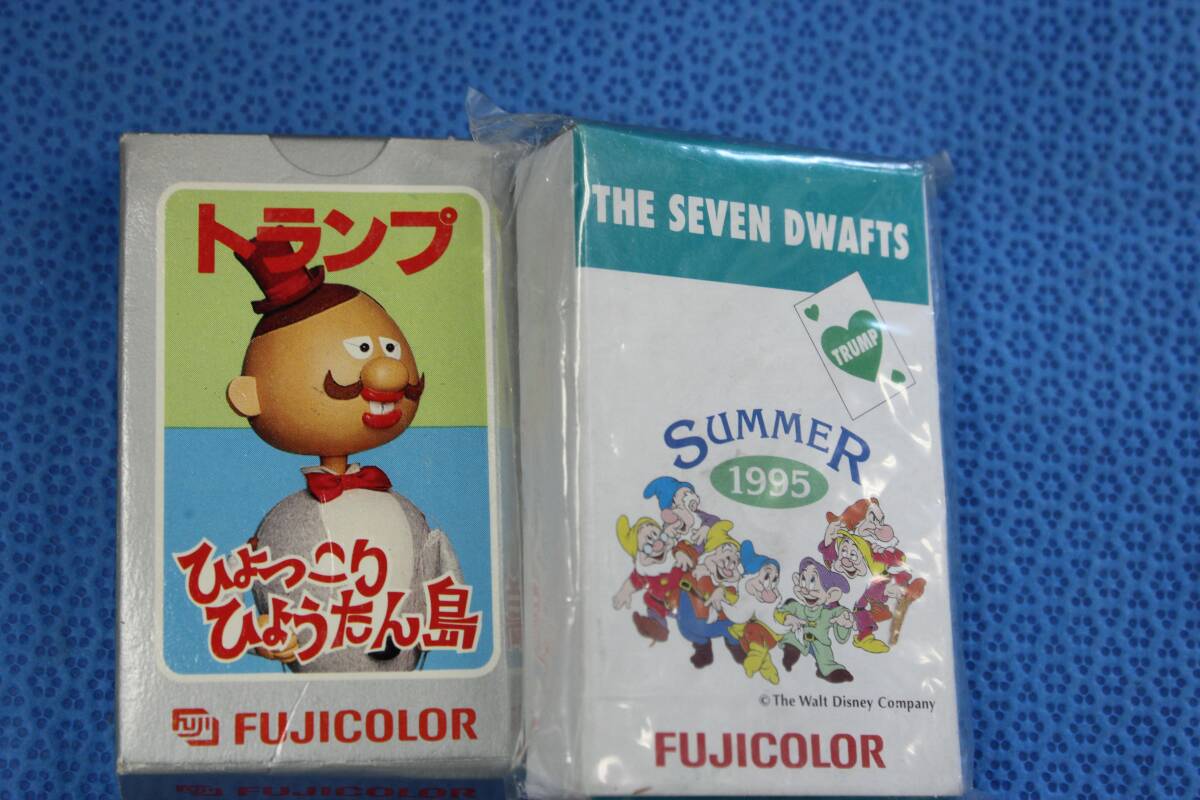 トランプ
ひょっこり
ひょうたん島
FUJI FUJICOLOR
THE SEVEN DWAFTS
TRUMP
SUMMER
1995
© The Walt Disney Company
FUJICOLOR